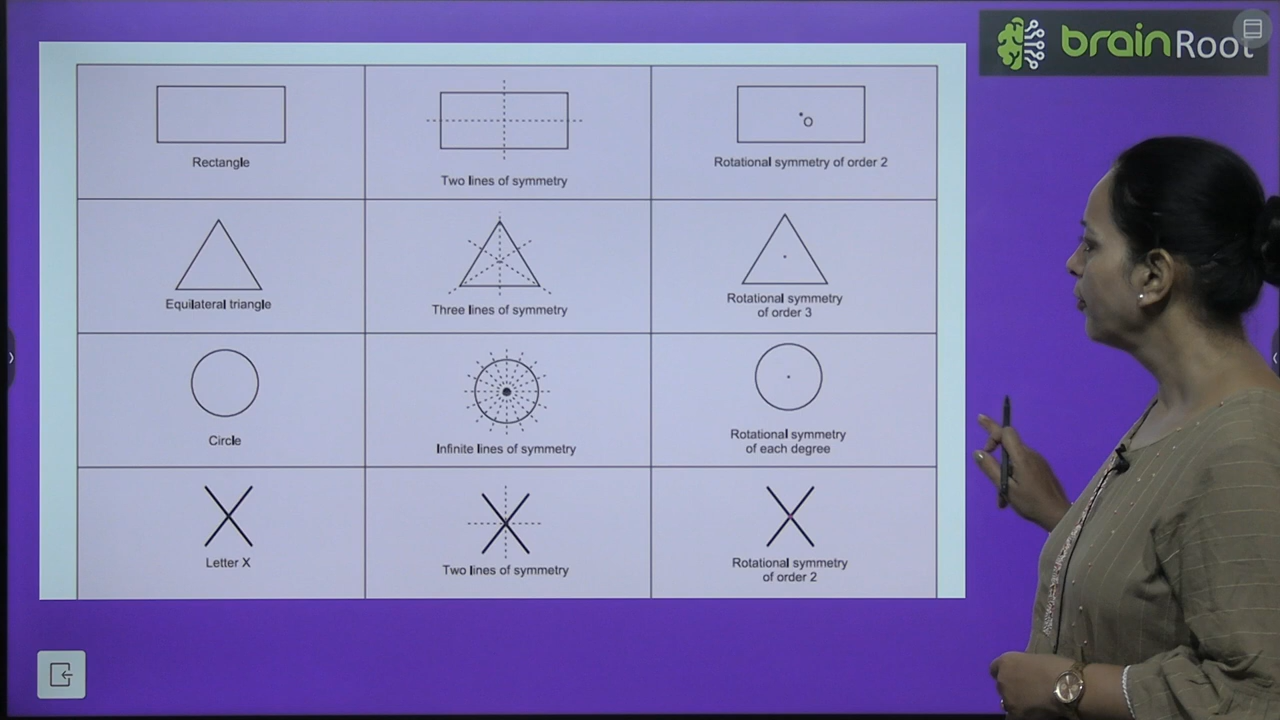 brainRoot
Rectangle
O
Two lines of symmetry
Rotational symmetry of order 2
Equilateral triangle
Three lines of symmetry
Rotational symmetry
of order 3
Circle
Infinite lines of symmetry
Rotational symmetry
of each degree
Letter X
Two lines of symmetry
Rotational symmetry
of order 2